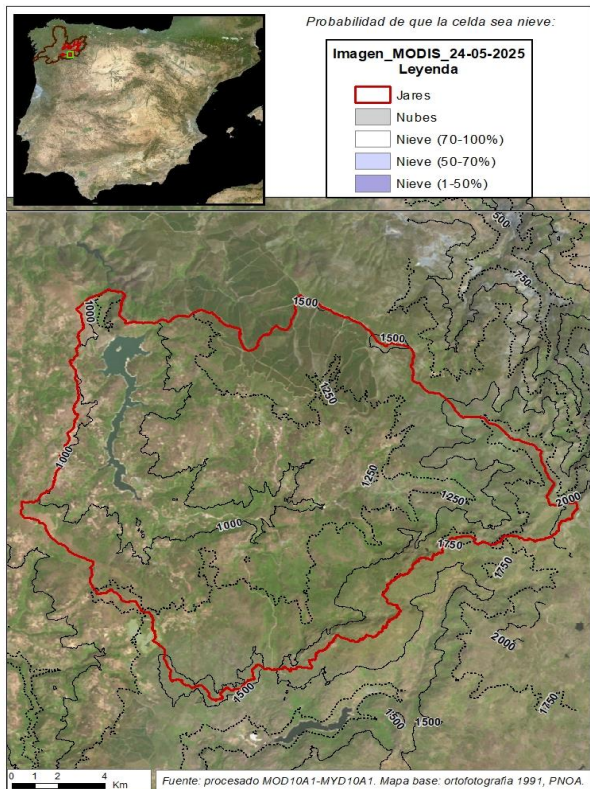 Probabilidad de que la celda sea nieve:
Imagen_MODIS_24-05-2025
Leyenda
Jares
Nubes
Nieve (70-100%)
Nieve (50-70%)
Nieve (1-50%)
500
750
1000
1500
1500
1250
1250
1000
1250
2000
1000
1750
1750
2000
1750
1500
1500
1500
0 1 2 4
Km
Fuente: procesado MOD10A1-MYD10A1. Mapa base: ortofotografia 1991, PNOA.